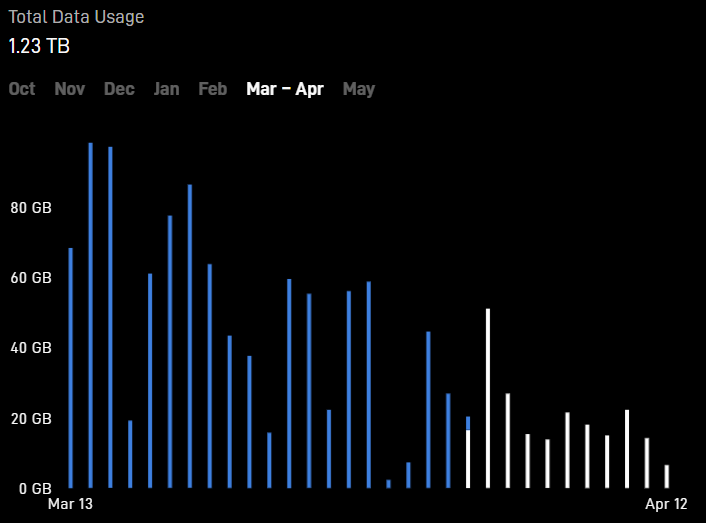 Total Data Usage
1.23 TB
Oct Nov Dec Jan Feb Mar – Apr May
80 GB
60 GB
40 GB
20 GB
0 GB
Mar 13 Apr 12